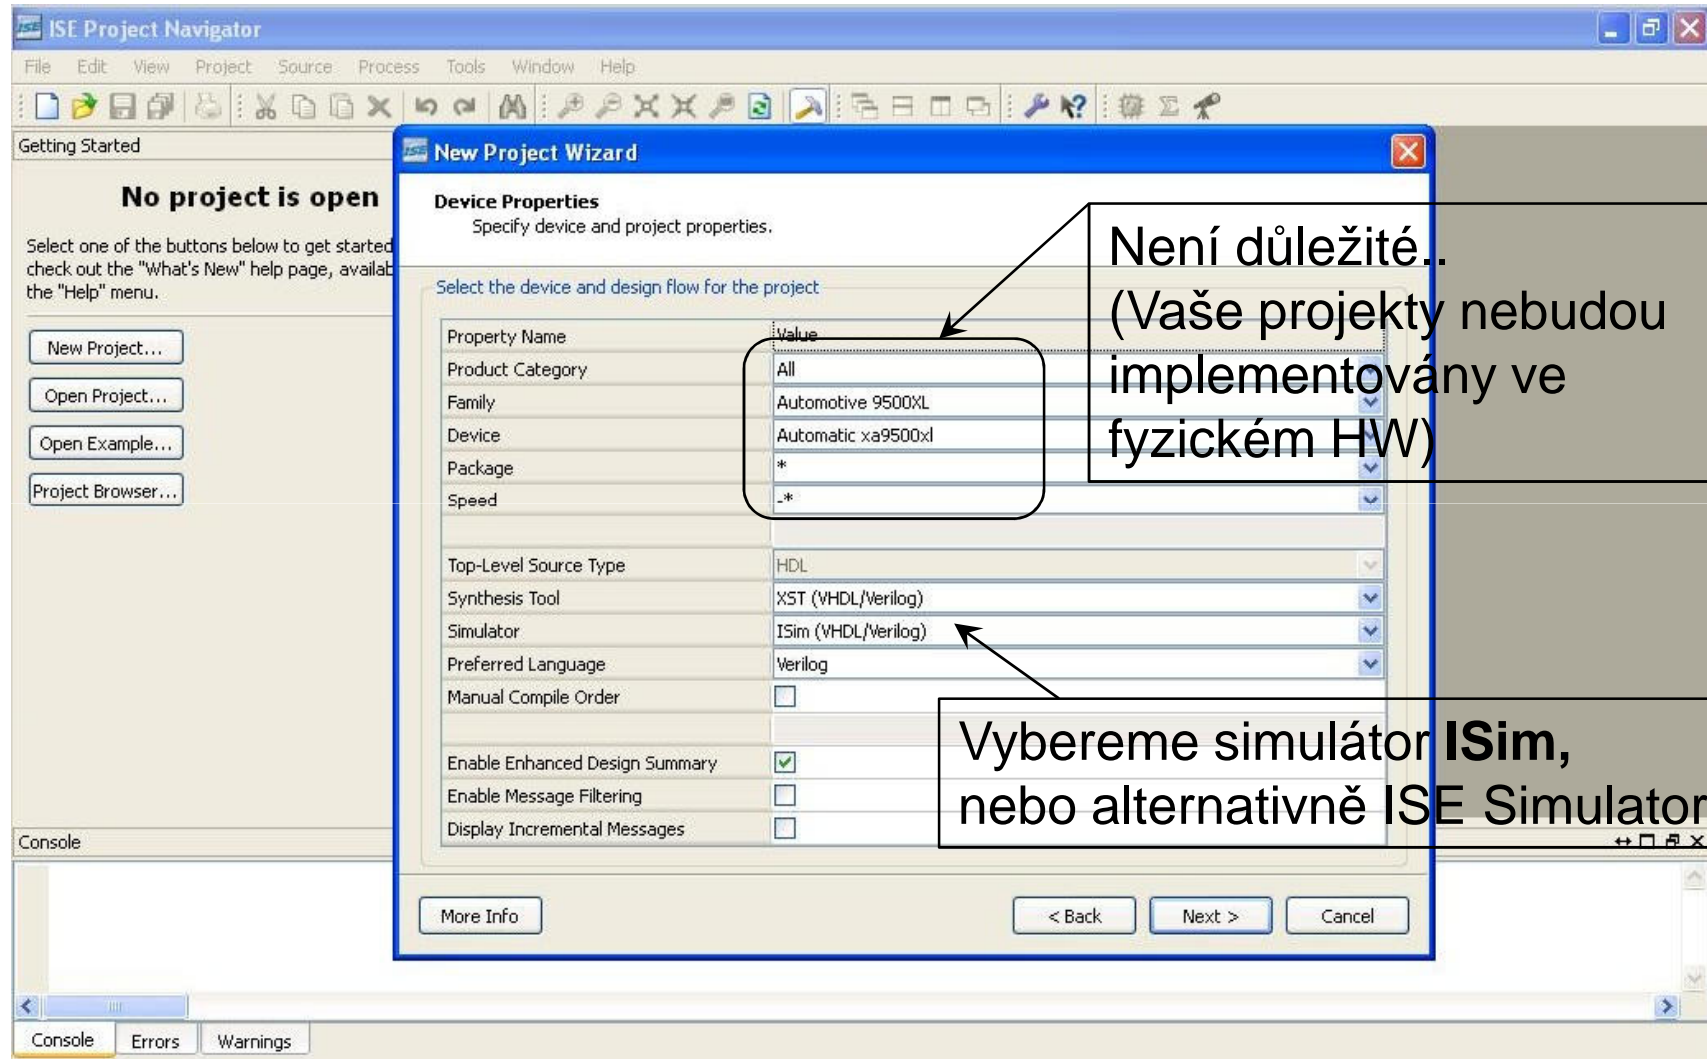 ISE Project Navigator
File Edit View Project Source Process Tools Window Help
Getting Started
No project is open
Select one of the buttons below to get started
check out the "What's New" help page,
the "Help" menu.
New Project...
Open Project...
Open Example...
Project Browser...
New Project Wizard
Device Properties
Specify device and project properties.
Select the device and design flow for the project
Property Name Value
Product Category All
Family Automotive 9500XL
Device Automatic xa9500xl
Package *
Speed -*
Top-Level Source Type HDL
Synthesis Tool XST (VHDL/Verilog)
Simulator ISim (VHDL/Verilog)
Preferred Language Verilog
Manual Compile Order
Enable Enhanced Design Summary
Enable Message Filtering
Display Incremental Messages
More Info < Back Next > Cancel
Není důležité..
(Vaše projekty nebudou
implementovány ve
fyzickém HW)
Vybereme simulátor ISim,
nebo alternativně ISE Simulator
Console
Console Errors Warnings